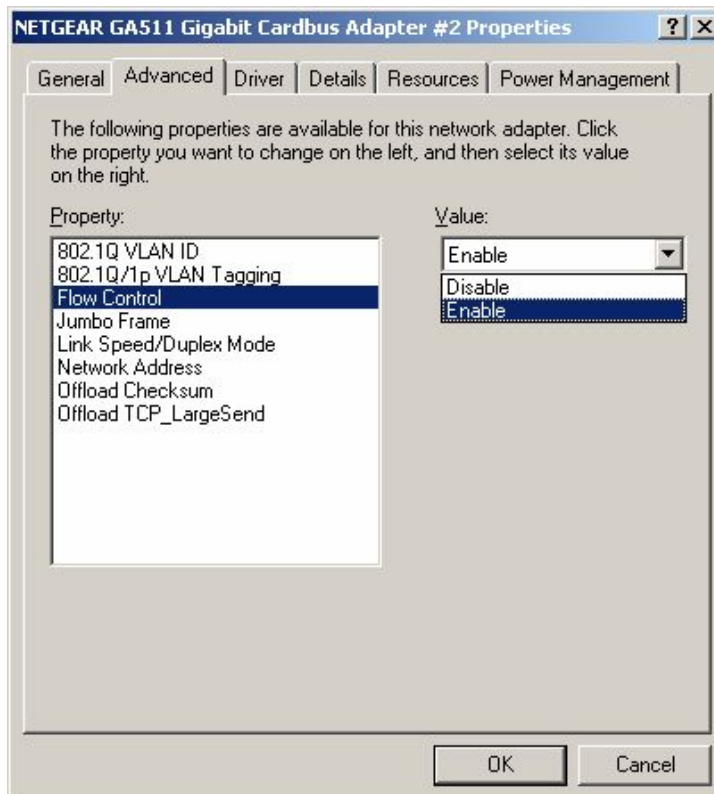 NETGEAR GA511 Gigabit Cardbus Adapter #2 Properties
General Advanced Driver Details Resources Power Management
The following properties are available for this network adapter. Click
the property you want to change on the left, and then select its value
on the right.
Property:
802.1Q VLAN ID
802.1Q/1p VLAN Tagging
Flow Control
Jumbo Frame
Link Speed/Duplex Mode
Network Address
Offload Checksum
Offload TCP_LargeSend
Value:
Enable
Disable
Enable
OK Cancel